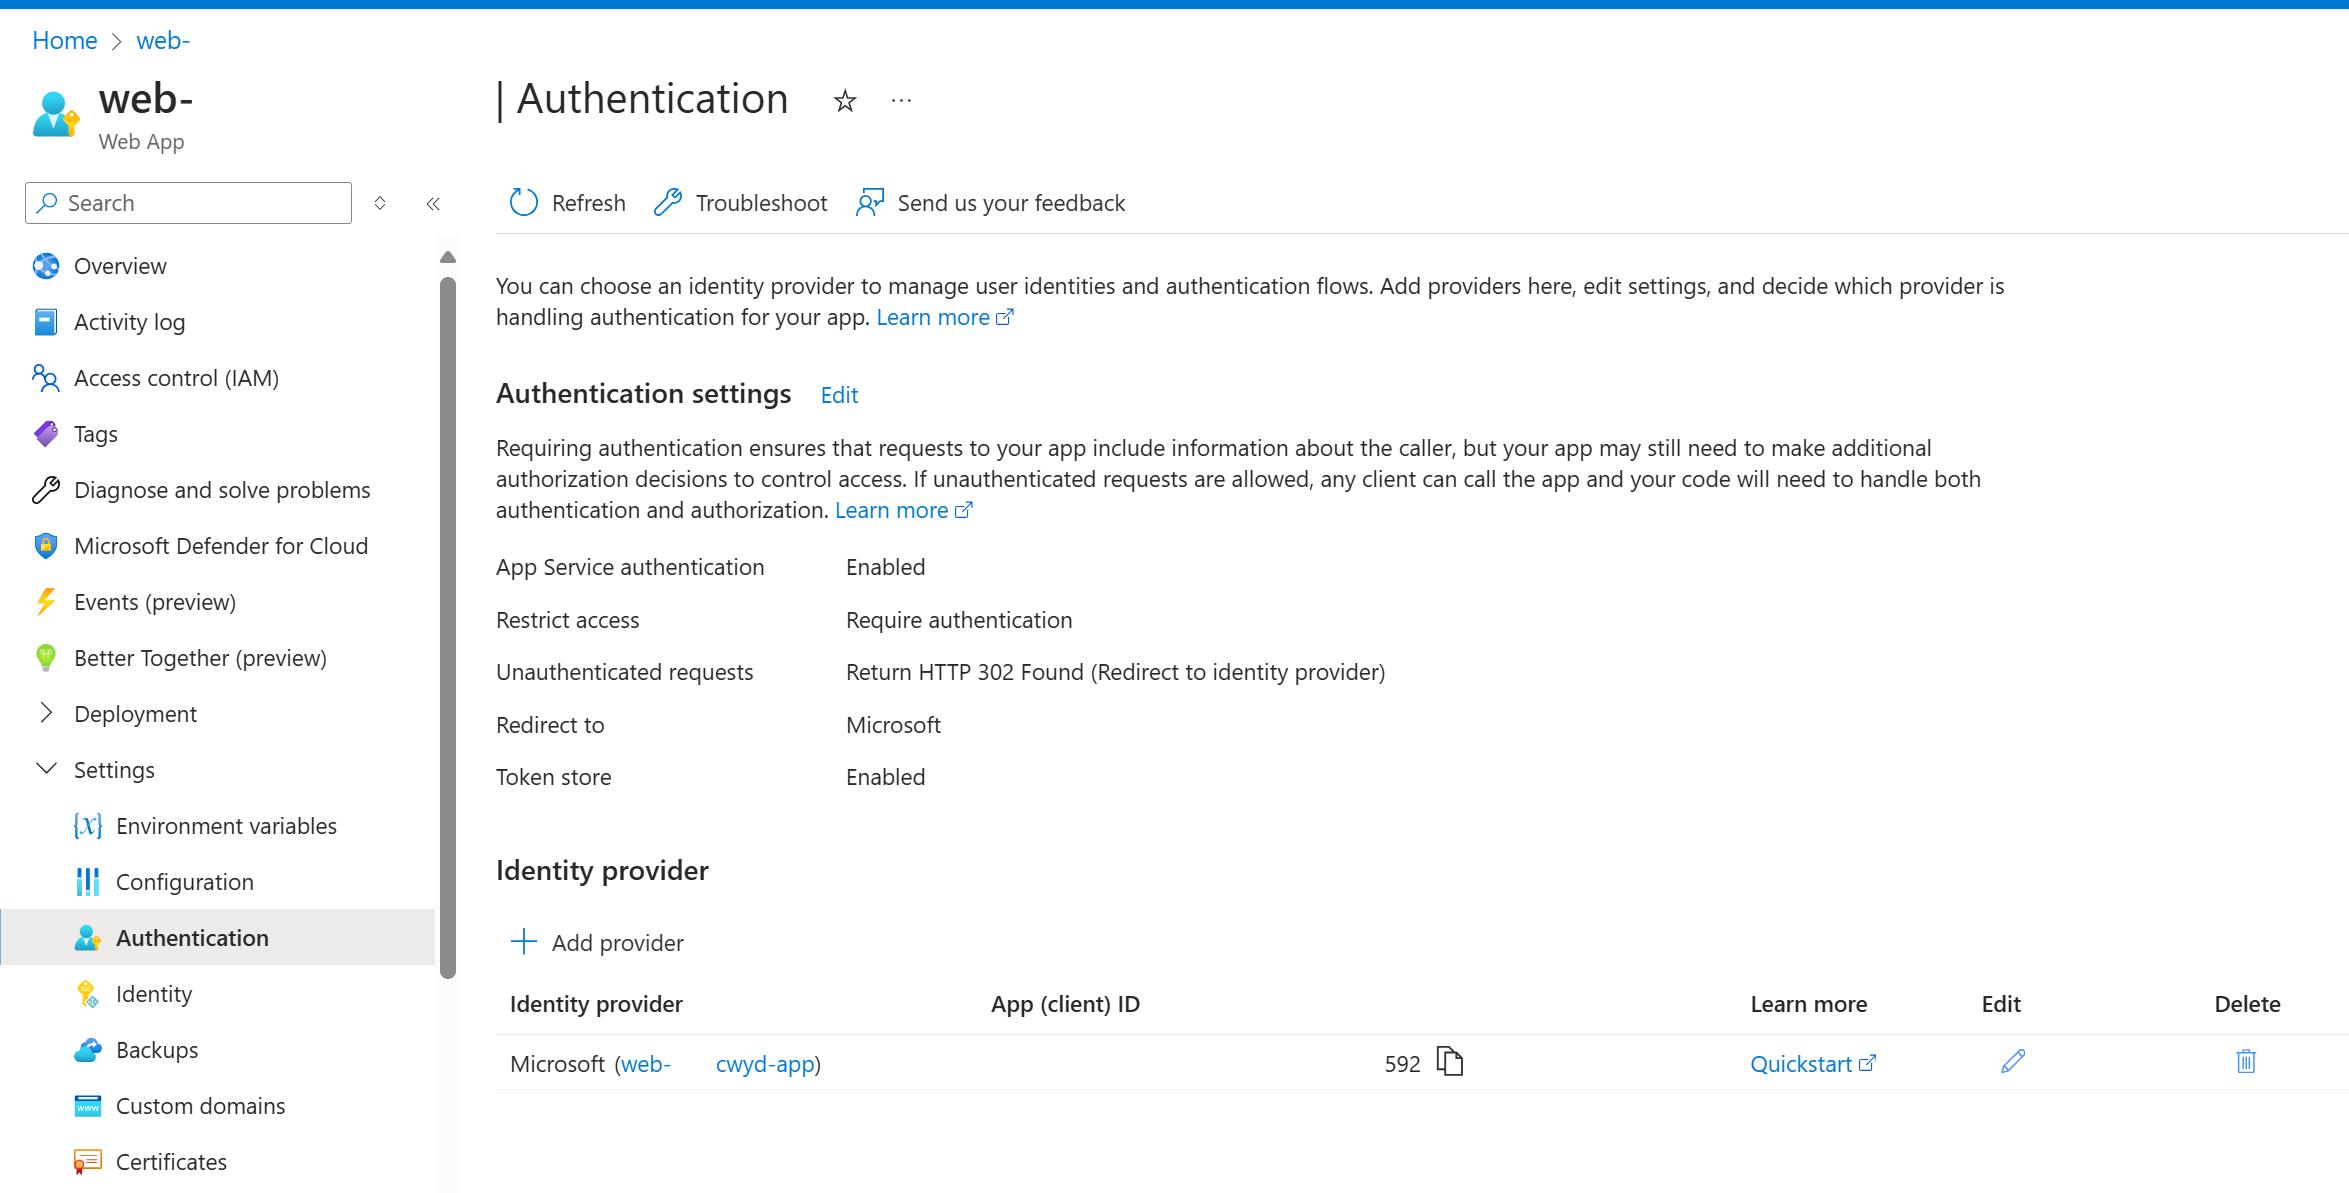 Home > web-
web-
Web App
| Authentication
Search
Refresh Troubleshoot Send us your feedback
Overview
Activity log
Access control (IAM)
Tags
Diagnose and solve problems
Microsoft Defender for Cloud
Events (preview)
Better Together (preview)
Deployment
Settings
Environment variables
Configuration
Authentication
Identity
Backups
Custom domains
Certificates
You can choose an identity provider to manage user identities and authentication flows. Add providers here, edit settings, and decide which provider is
handling authentication for your app. Learn more
Authentication settings Edit
Requiring authentication ensures that requests to your app include information about the caller, but your app may still need to make additional
authorization decisions to control access. If unauthenticated requests are allowed, any client can call the app and your code will need to handle both
authentication and authorization. Learn more
App Service authentication Enabled
Restrict access Require authentication
Unauthenticated requests Return HTTP 302 Found (Redirect to identity provider)
Redirect to Microsoft
Token store Enabled
Identity provider
Add provider
Identity provider App (client) ID Learn more Edit Delete
Microsoft (web- cwyd-app) 592 Quickstart